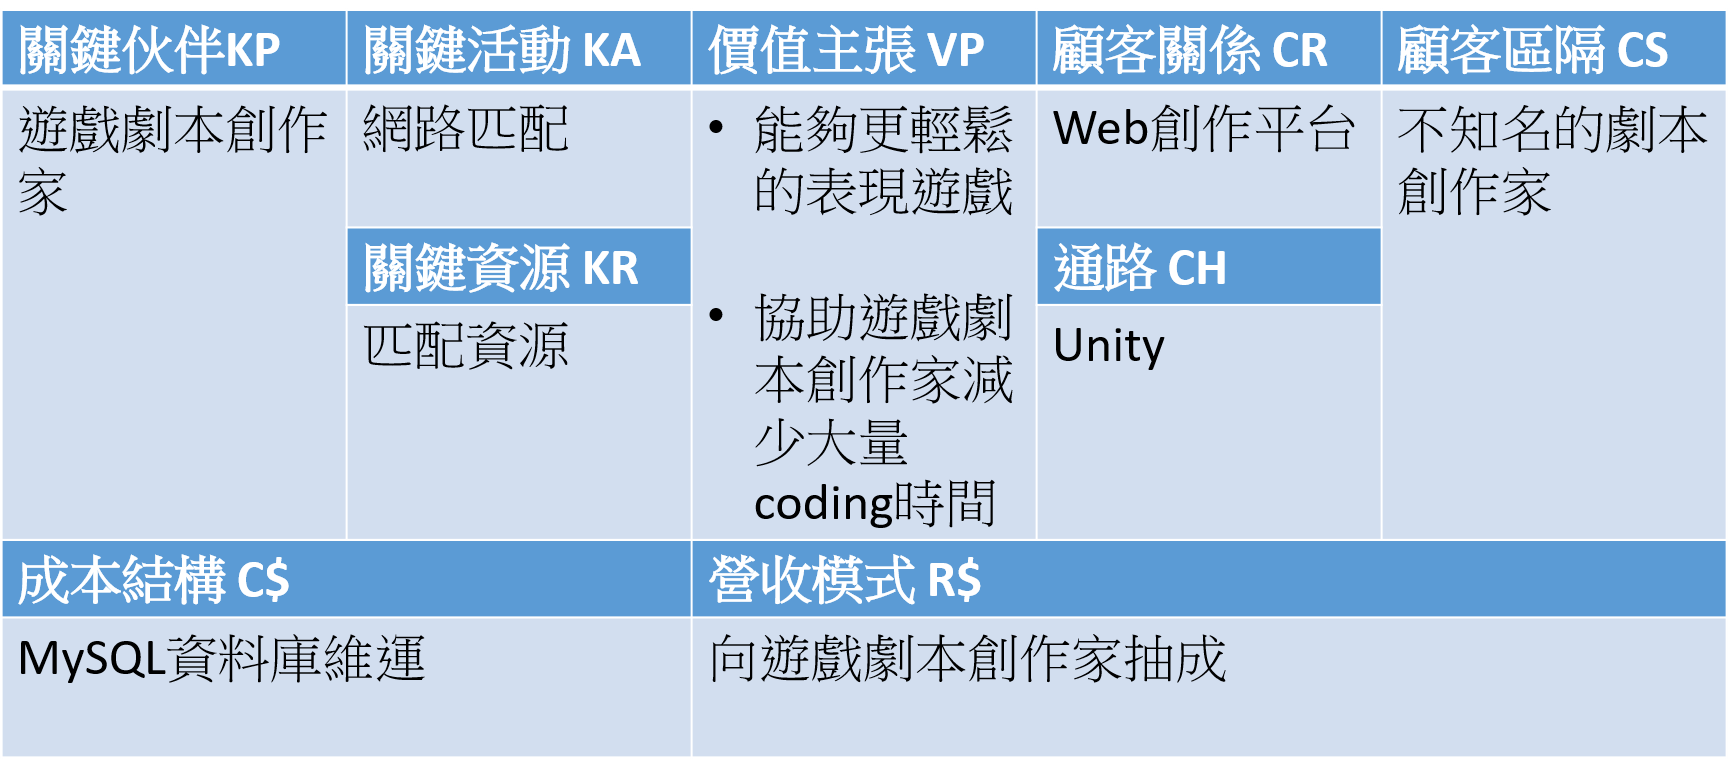 關鍵伙伴KP
關鍵活動 KA
價值主張 VP
顧客關係 CR
顧客區隔 CS
遊戲劇本創作
家
網路匹配
關鍵資源 KR
匹配資源
• 能夠更輕鬆
的表現遊戲
• 協助遊戲劇
本創作家減
少大量
coding時間
Web創作平台
通路 CH
Unity
不知名的劇本
創作家
成本結構 C$
營收模式 R$
MySQL資料庫維運
向遊戲劇本創作家抽成